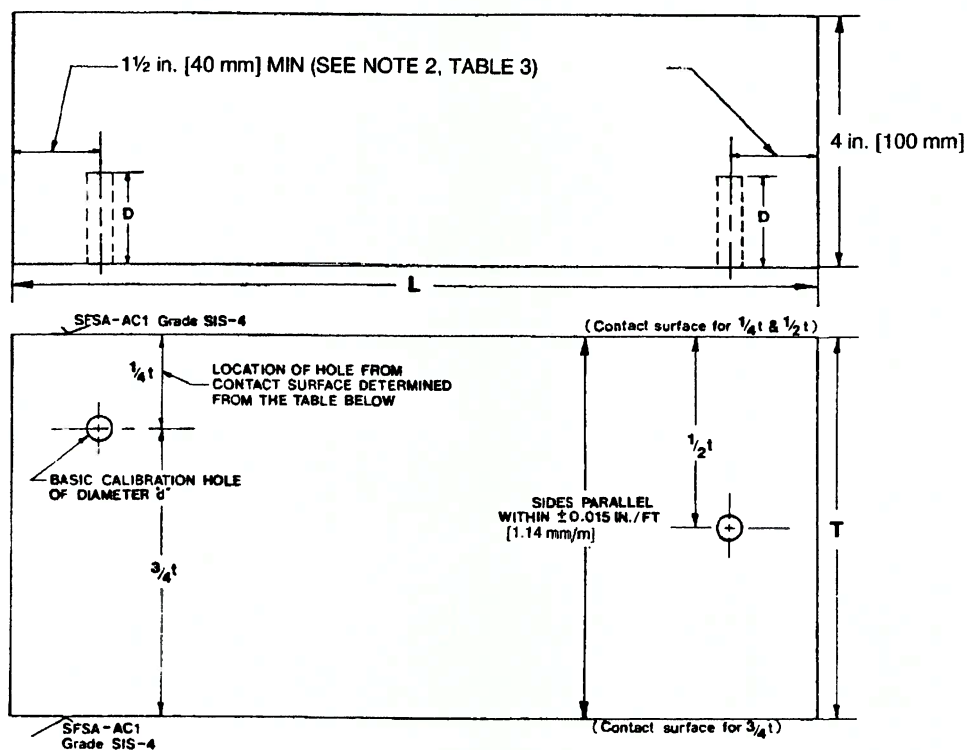 1½ in. [40 mm] MIN (SEE NOTE 2, TABLE 3)
4 in. [100 mm]
D
D
L
SFSA-AC1 Grade SIS-4
(Contact surface for 1/4t & 1/2t)
1/4t
LOCATION OF HOLE FROM
CONTACT SURFACE DETERMINED
FROM THE TABLE BELOW
1/2t
BASIC CALIBRATION HOLE
OF DIAMETER "d"
SIDES PARALLEL
WITHIN ±0.015 IN./FT
[1.14 mm/m]
T
3/4t
SFSA-AC1
Grade SIS-4
(Contact surface for 3/4t)